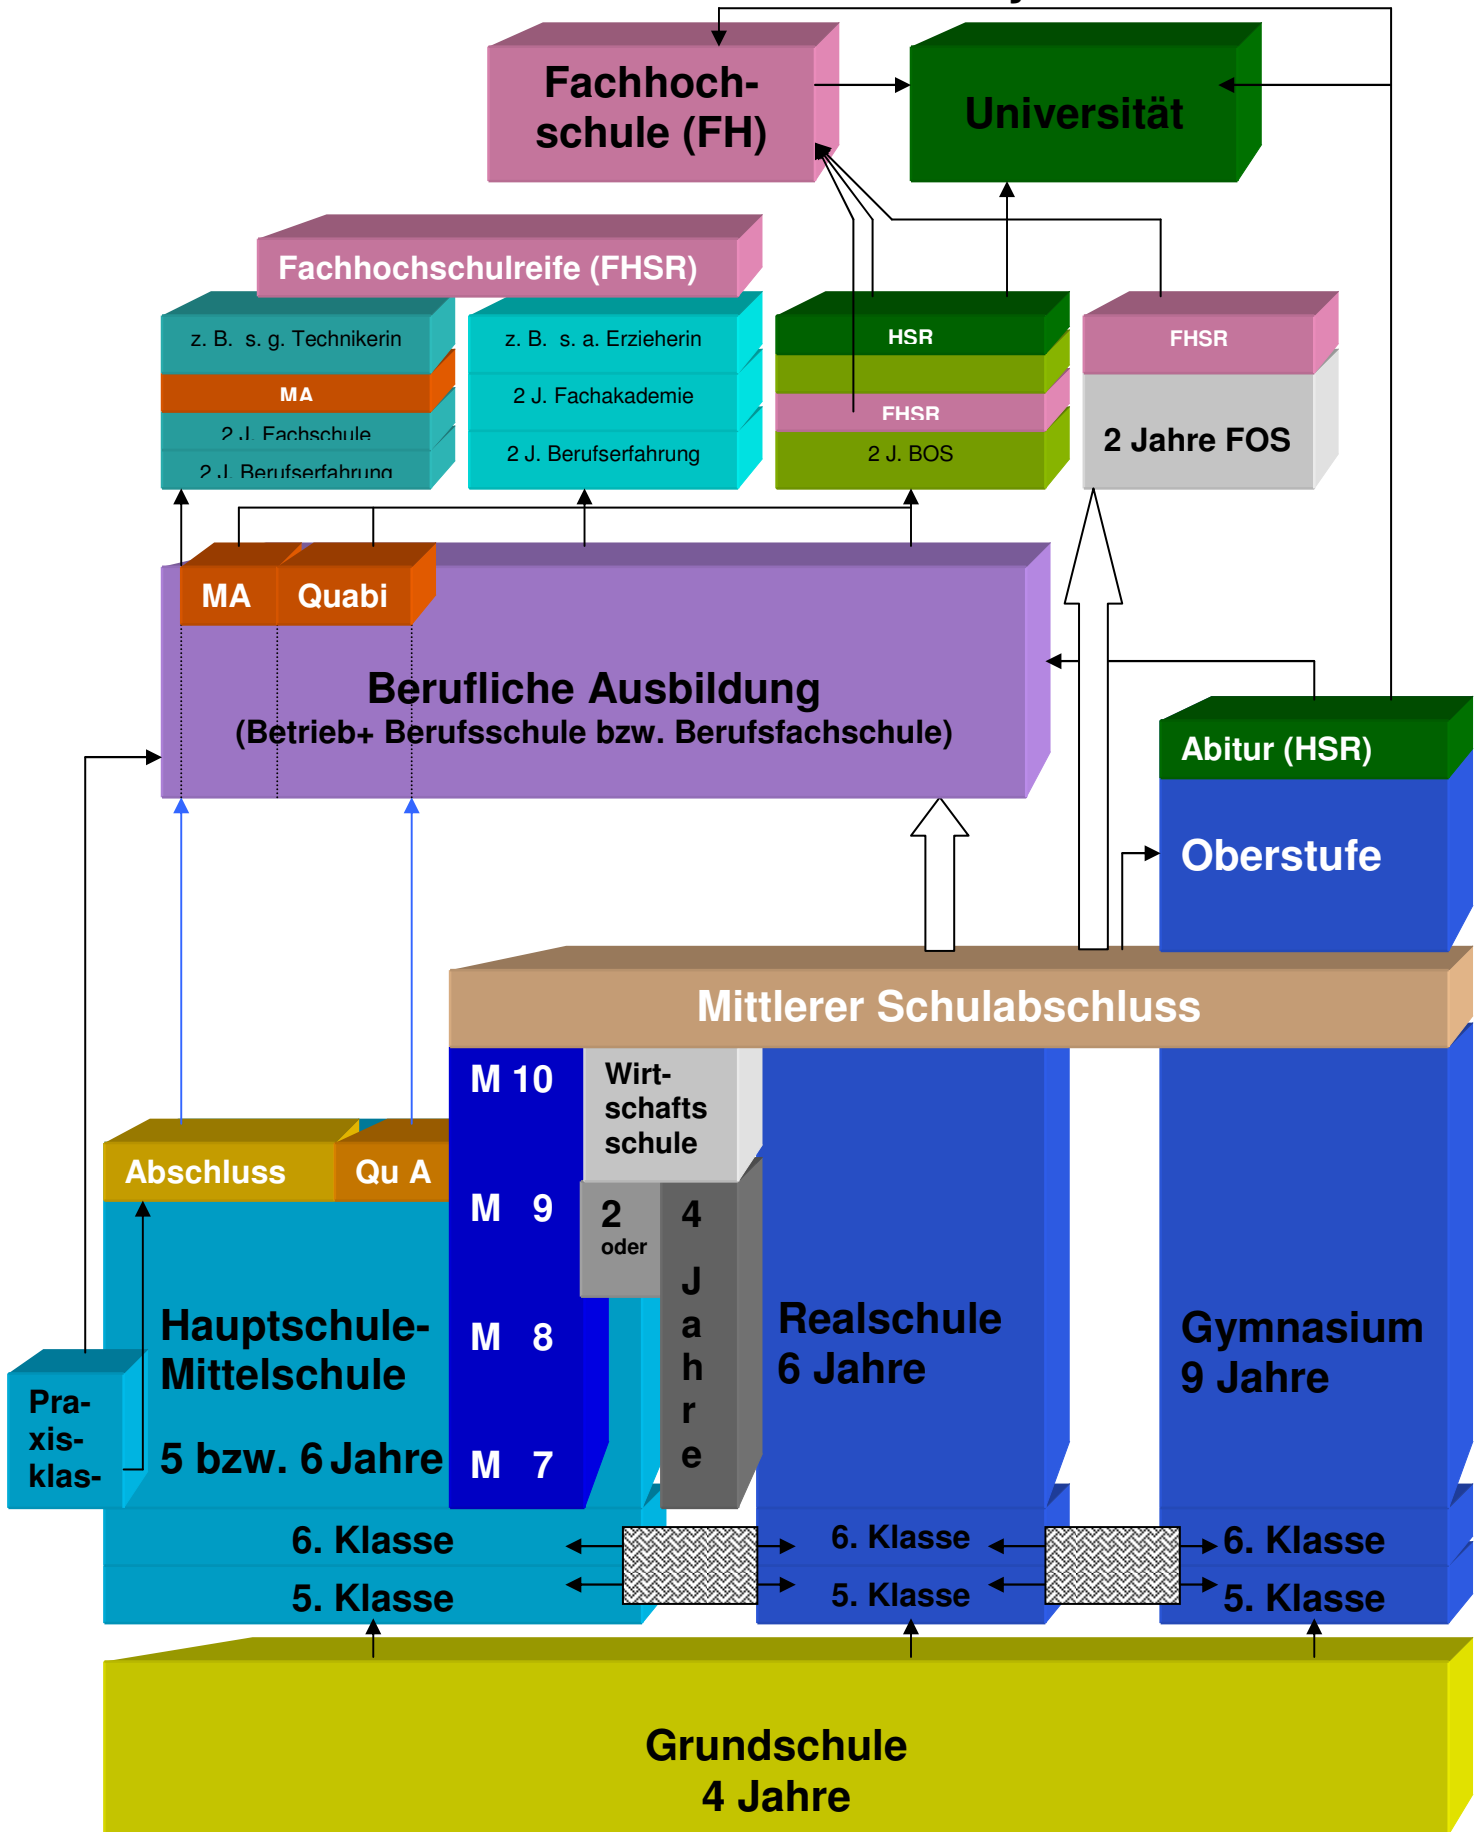 Fachhoch-
schule (FH)
Universität
Fachhochschulreife (FHSR)
z. B. s. g. Technikerin
MA
2 J. Fachschule
2 J. Berufserfahrung
z. B. s. a. Erzieherin
2 J. Fachakademie
2 J. Berufserfahrung
HSR
FHSR
2 J. BOS
FHSR
2 Jahre FOS
MA
Quabi
Berufliche Ausbildung
(Betrieb+ Berufsschule bzw. Berufsfachschule)
Abitur (HSR)
Oberstufe
Mittlerer Schulabschluss
M 10
M 9
M 8
M 7
Wirt-
schafts
schule
2
oder
4
J
a
h
r
e
Abschluss
Qu A
Hauptschule-
Mittelschule
5 bzw. 6 Jahre
Pra-
xis-
klas-
Realschule
6 Jahre
Gymnasium
9 Jahre
6. Klasse
5. Klasse
6. Klasse
5. Klasse
6. Klasse
5. Klasse
Grundschule
4 Jahre